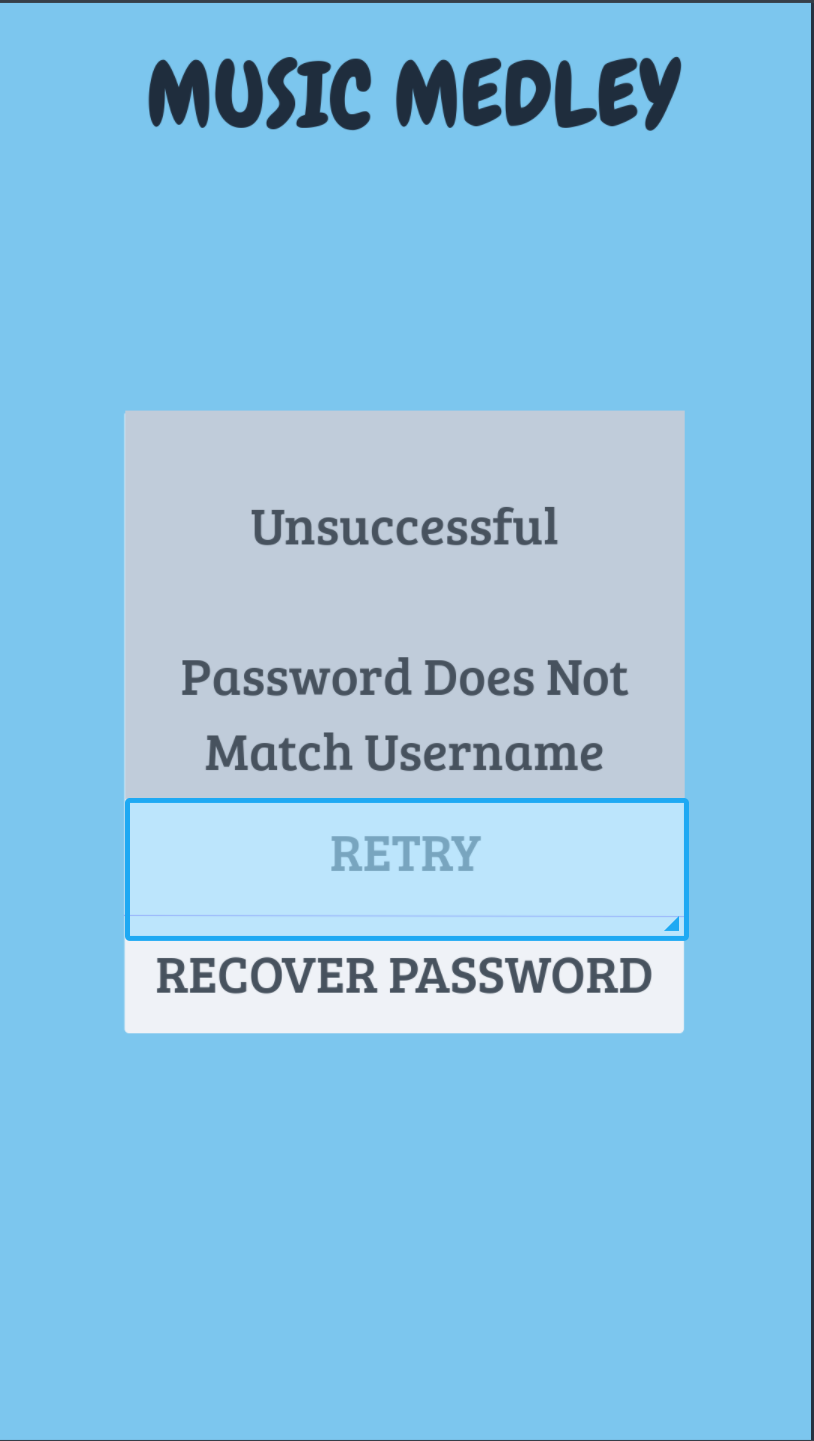 MUSIC MEDLEY
Unsuccessful
Password Does Not
Match Username
RETRY
RECOVER PASSWORD